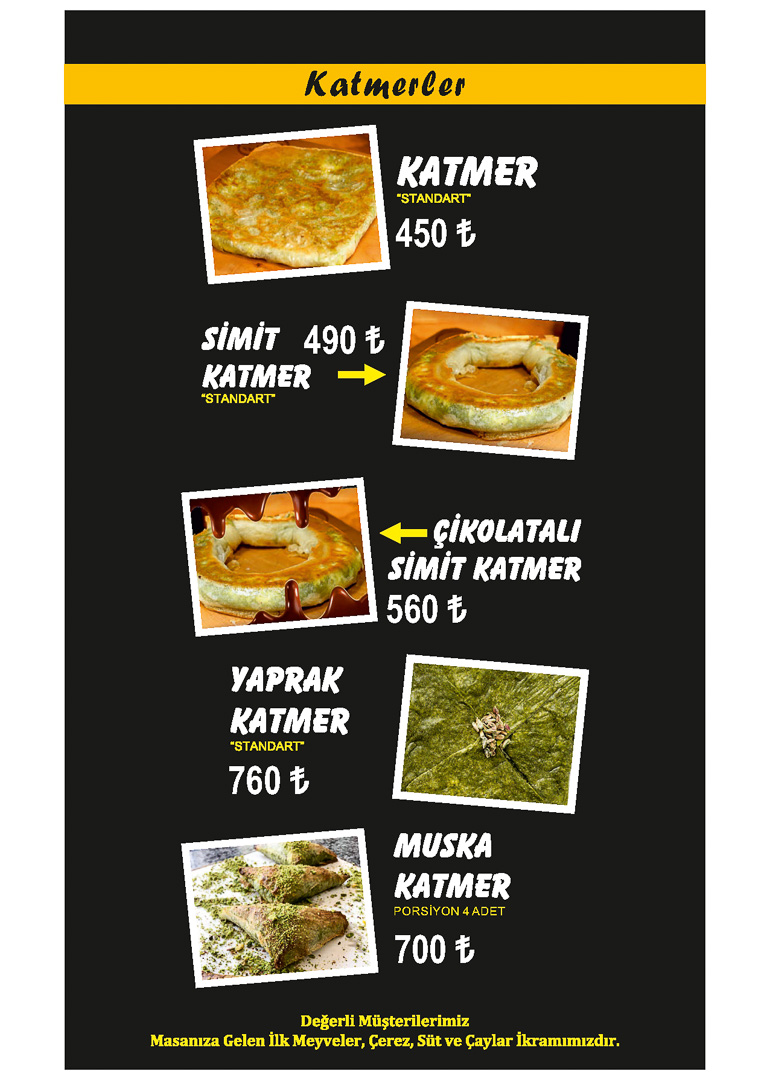 Katmerler
KATMER
"STANDART"
450 ₺
SİMİT 490 ₺
KATMER
"STANDART"
ÇİKOLATALI
SİMİT KATMER
560 ₺
YAPRAK
KATMER
"STANDART"
760 ₺
MUSKA
KATMER
PORSİYON 4 ADET
700 ₺
Değerli Müşterilerimiz
Masanıza Gelen İlk Meyveler, Çerez, Süt ve Çaylar İkramımızdır.